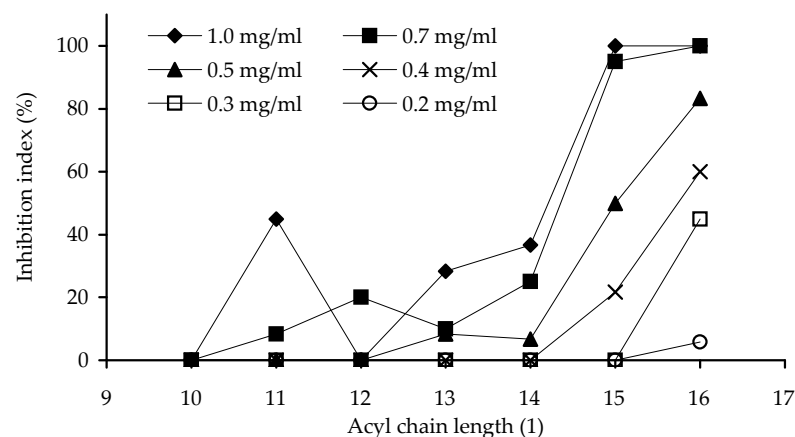 1.0 mg/ml 0.7 mg/ml
0.5 mg/ml 0.4 mg/ml
0.3 mg/ml 0.2 mg/ml
Inhibition index (%)
100
80
60
40
20
0
9 10 11 12 13 14 15 16 17
Acyl chain length (1)